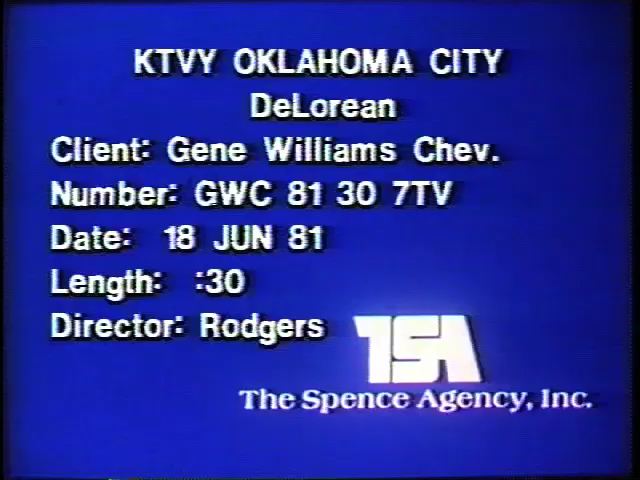 KTVY OKLAHOMA CITY
DeLorean
Client: Gene Williams Chev.
Number: GWC 81 30 7TV
Date: 18 JUN 81
Length: :30
Director: Rodgers
TSA
The Spence Agency, Inc.